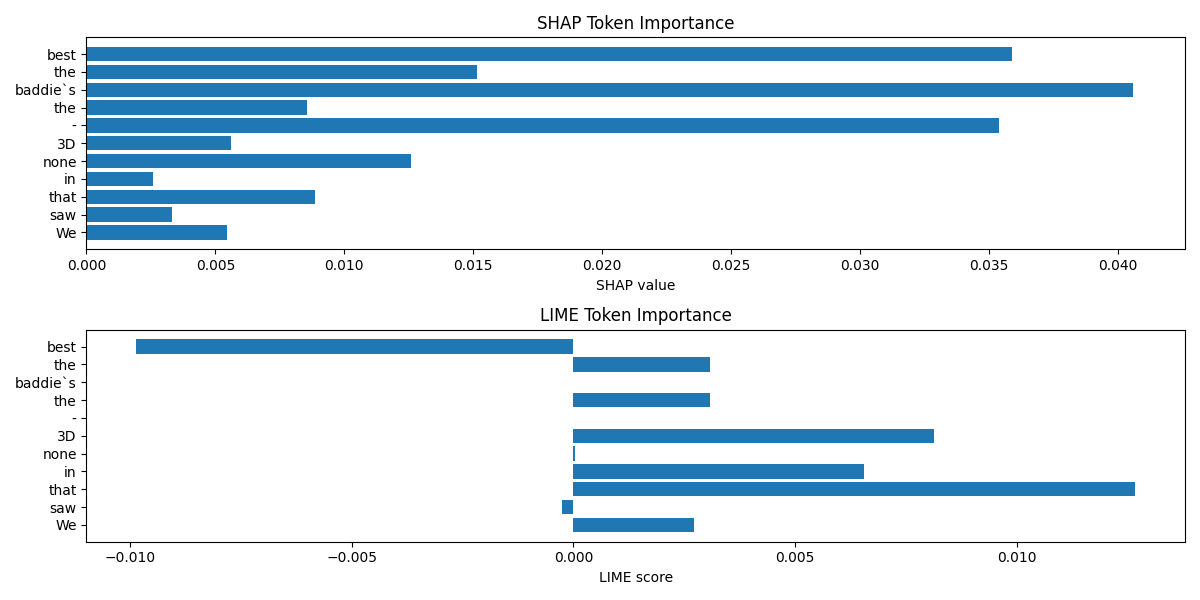 SHAP Token Importance
best
the
baddie`s
the
-
3D
none
in
that
saw
We
0.000 0.005 0.010 0.015 0.020 0.025 0.030 0.035 0.040
SHAP value
LIME Token Importance
best
the
baddie`s
the
-
3D
none
in
that
saw
We
−0.010 −0.005 0.000 0.005 0.010
LIME score